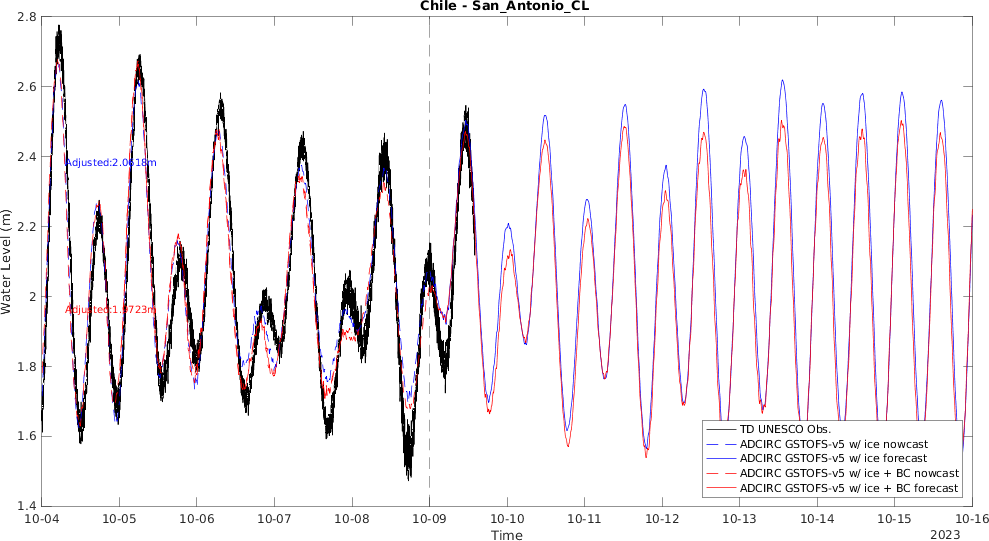 Chile - San_Antonio_CL
2.8
2.6
2.4
2.2
2
1.8
1.6
1.4
Water Level (m)
Adjusted:2.0618m
Adjusted:1.9723m
TD UNESCO Obs.
ADCIRC GSTOFS-v5 w/ ice nowcast
ADCIRC GSTOFS-v5 w/ ice forecast
ADCIRC GSTOFS-v5 w/ ice + BC nowcast
ADCIRC GSTOFS-v5 w/ ice + BC forecast
10-04 10-05 10-06 10-07 10-08 10-09 10-10 10-11 10-12 10-13 10-14 10-15 10-16
Time
2023